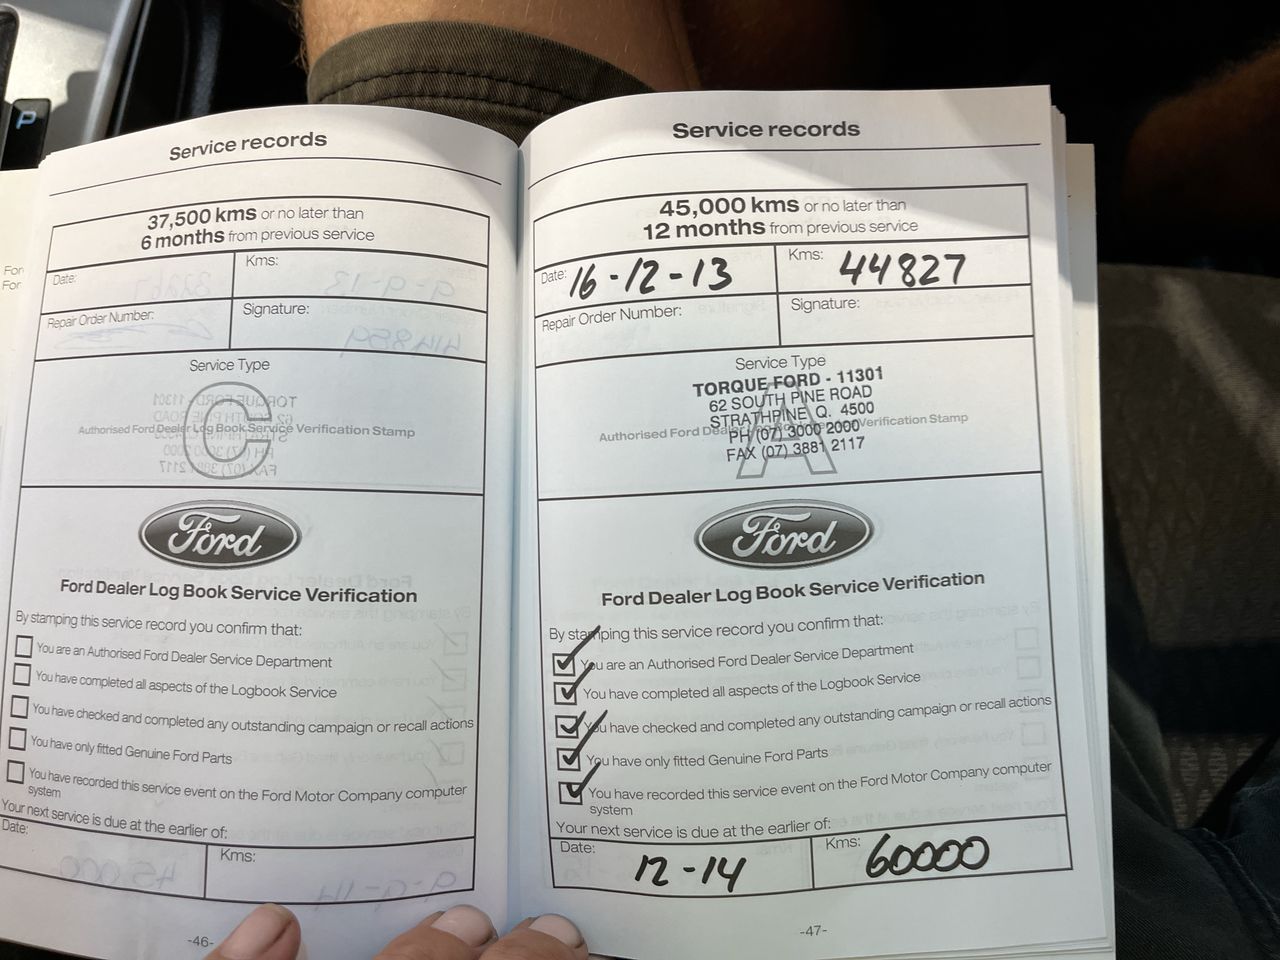 P
For
For
Service records
37,500 kms or no later than
6 months from previous service
Date:
Kms:
Repair Order Number:
Signature:
Service Type
C
Authorised Ford Dealer Log Book Service Verification Stamp
Ford
Ford Dealer Log Book Service Verification
By stamping this service record you confirm that:
You are an Authorised Ford Dealer Service Department
You have completed all aspects of the Logbook Service
You have checked and completed any outstanding campaign or recall actions
You have only fitted Genuine Ford Parts
You have recorded this service event on the Ford Motor Company computer
system
Your next service is due at the earlier of:
Date:
Kms:
-46-
Service records
45,000 kms or no later than
12 months from previous service
Date: 16-12-13
Kms: 44827
Repair Order Number:
Signature:
Service Type
A
TORQUE FORD - 11301
62 SOUTH PINE ROAD
STRATHPINE, Q. 4500
Authorised Ford Dealer Log Book Service Verification Stamp
PH (07) 3000 2000
FAX (07) 3881 2117
Ford
Ford Dealer Log Book Service Verification
By stamping this service record you confirm that:
You are an Authorised Ford Dealer Service Department
You have completed all aspects of the Logbook Service
You have checked and completed any outstanding campaign or recall actions
You have only fitted Genuine Ford Parts
You have recorded this service event on the Ford Motor Company computer
system
Your next service is due at the earlier of:
Date: 12-14
Kms: 60000
-47-